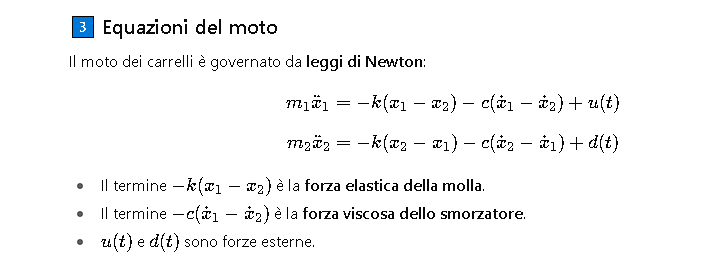 3 Equazioni del moto
Il moto dei carrelli è governato da leggi di Newton:
m₁ẍ₁ = −k(x₁ − x₂) − c(ẋ₁ − ẋ₂) + u(t)
m₂ẍ₂ = −k(x₂ − x₁) − c(ẋ₂ − ẋ₁) + d(t)
• Il termine −k(x₁ − x₂) è la forza elastica della molla.
• Il termine −c(ẋ₁ − ẋ₂) è la forza viscosa dello smorzatore.
• u(t) e d(t) sono forze esterne.